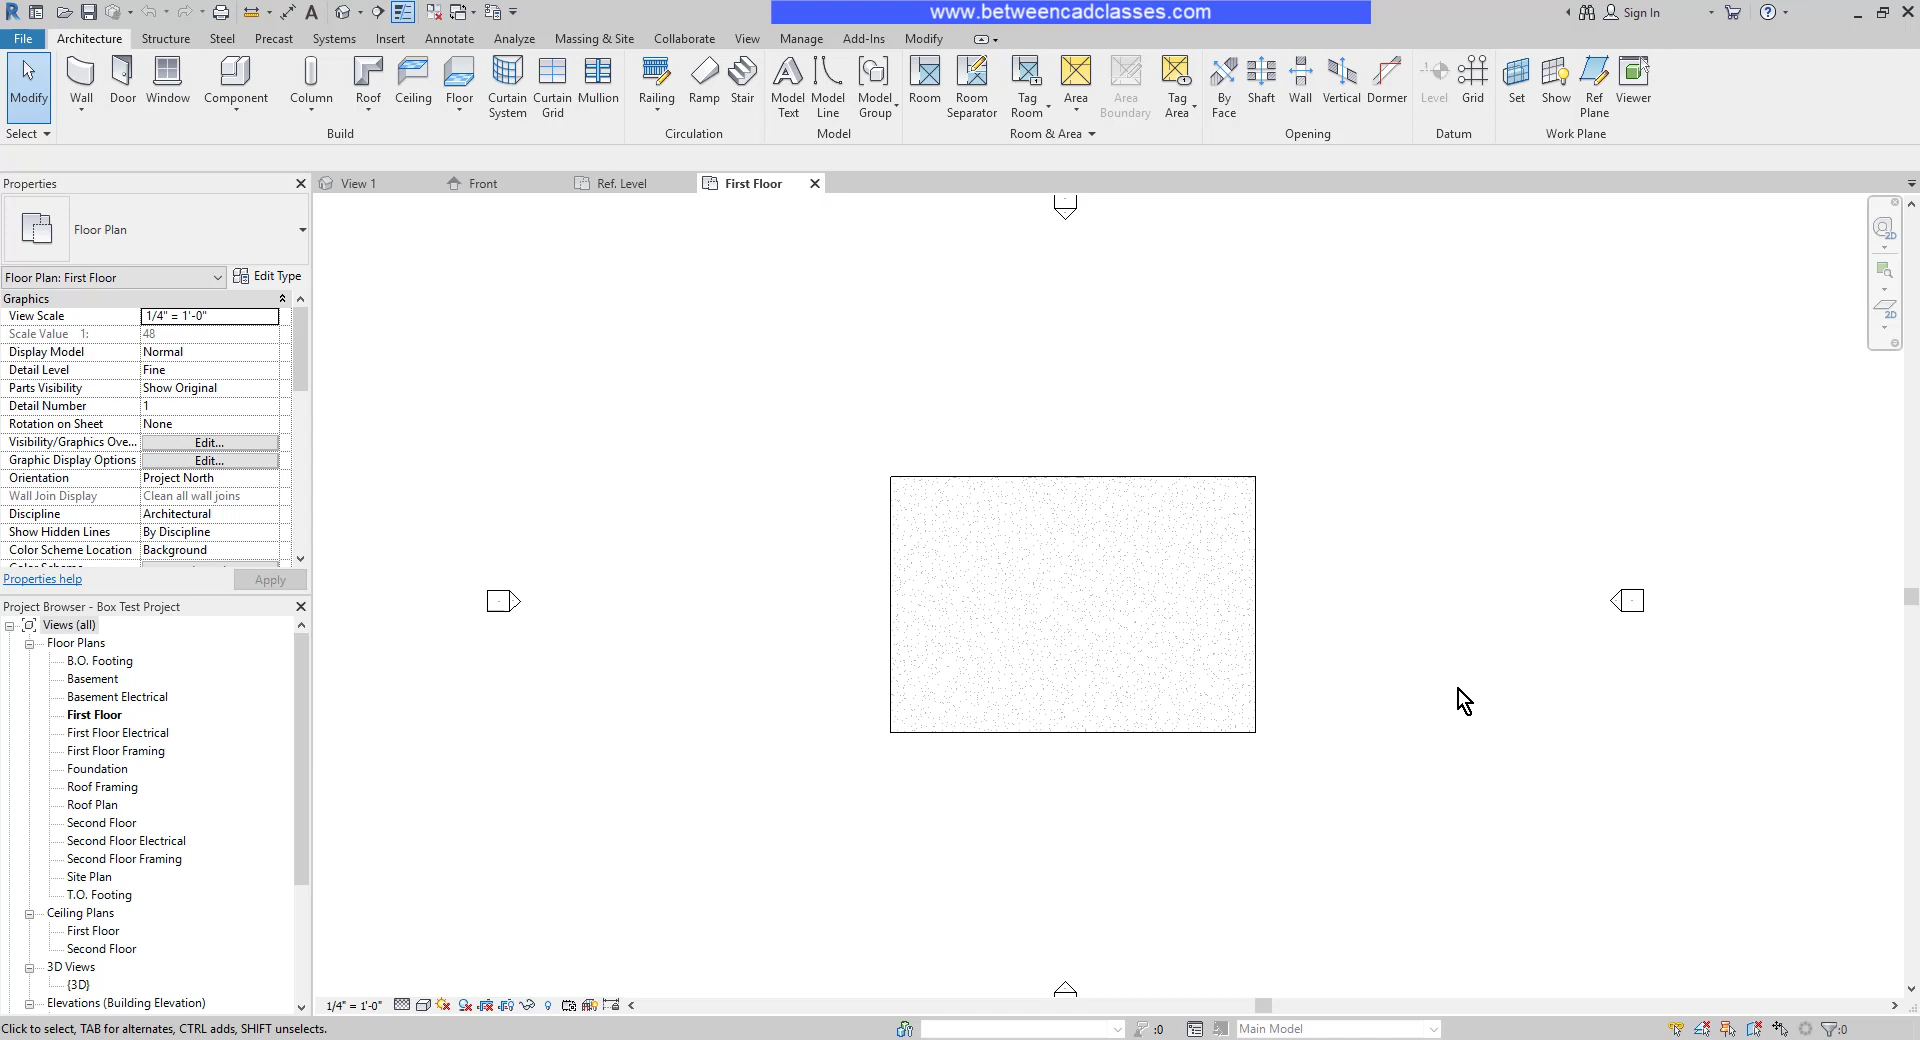 www.betweencadclasses.com
Sign In
File Architecture Structure Steel Precast Systems Insert Annotate Analyze Massing & Site Collaborate View Manage Add-Ins Modify
Modify Wall Door Window Component Column Roof Ceiling Floor Curtain System Curtain Grid Mullion Railing Ramp Stair Model Text Model Line Model Group Room Room Separator Tag Room Area Area Boundary Tag Area By Face Shaft Wall Vertical Dormer Level Grid Set Show Ref Plane Viewer
Select Build Circulation Model Room & Area Opening Datum Work Plane
Properties
View 1 Front Ref. Level First Floor
Floor Plan
Floor Plan: First Floor Edit Type
Graphics
View Scale 1/4" = 1'-0"
Scale Value 1: 48
Display Model Normal
Detail Level Fine
Parts Visibility Show Original
Detail Number 1
Rotation on Sheet None
Visibility/Graphics Ove... Edit...
Graphic Display Options Edit...
Orientation Project North
Wall Join Display Clean all wall joins
Discipline Architectural
Show Hidden Lines By Discipline
Color Scheme Location Background
Properties help Apply
Project Browser - Box Test Project
Views (all)
Floor Plans
B.O. Footing
Basement
Basement Electrical
First Floor
First Floor Electrical
First Floor Framing
Foundation
Roof Framing
Roof Plan
Second Floor
Second Floor Electrical
Second Floor Framing
Site Plan
T.O. Footing
Ceiling Plans
First Floor
Second Floor
3D Views
{3D}
Elevations (Building Elevation)
1/4" = 1'-0"
Click to select, TAB for alternates, CTRL adds, SHIFT unselects.
:0
Main Model
:0